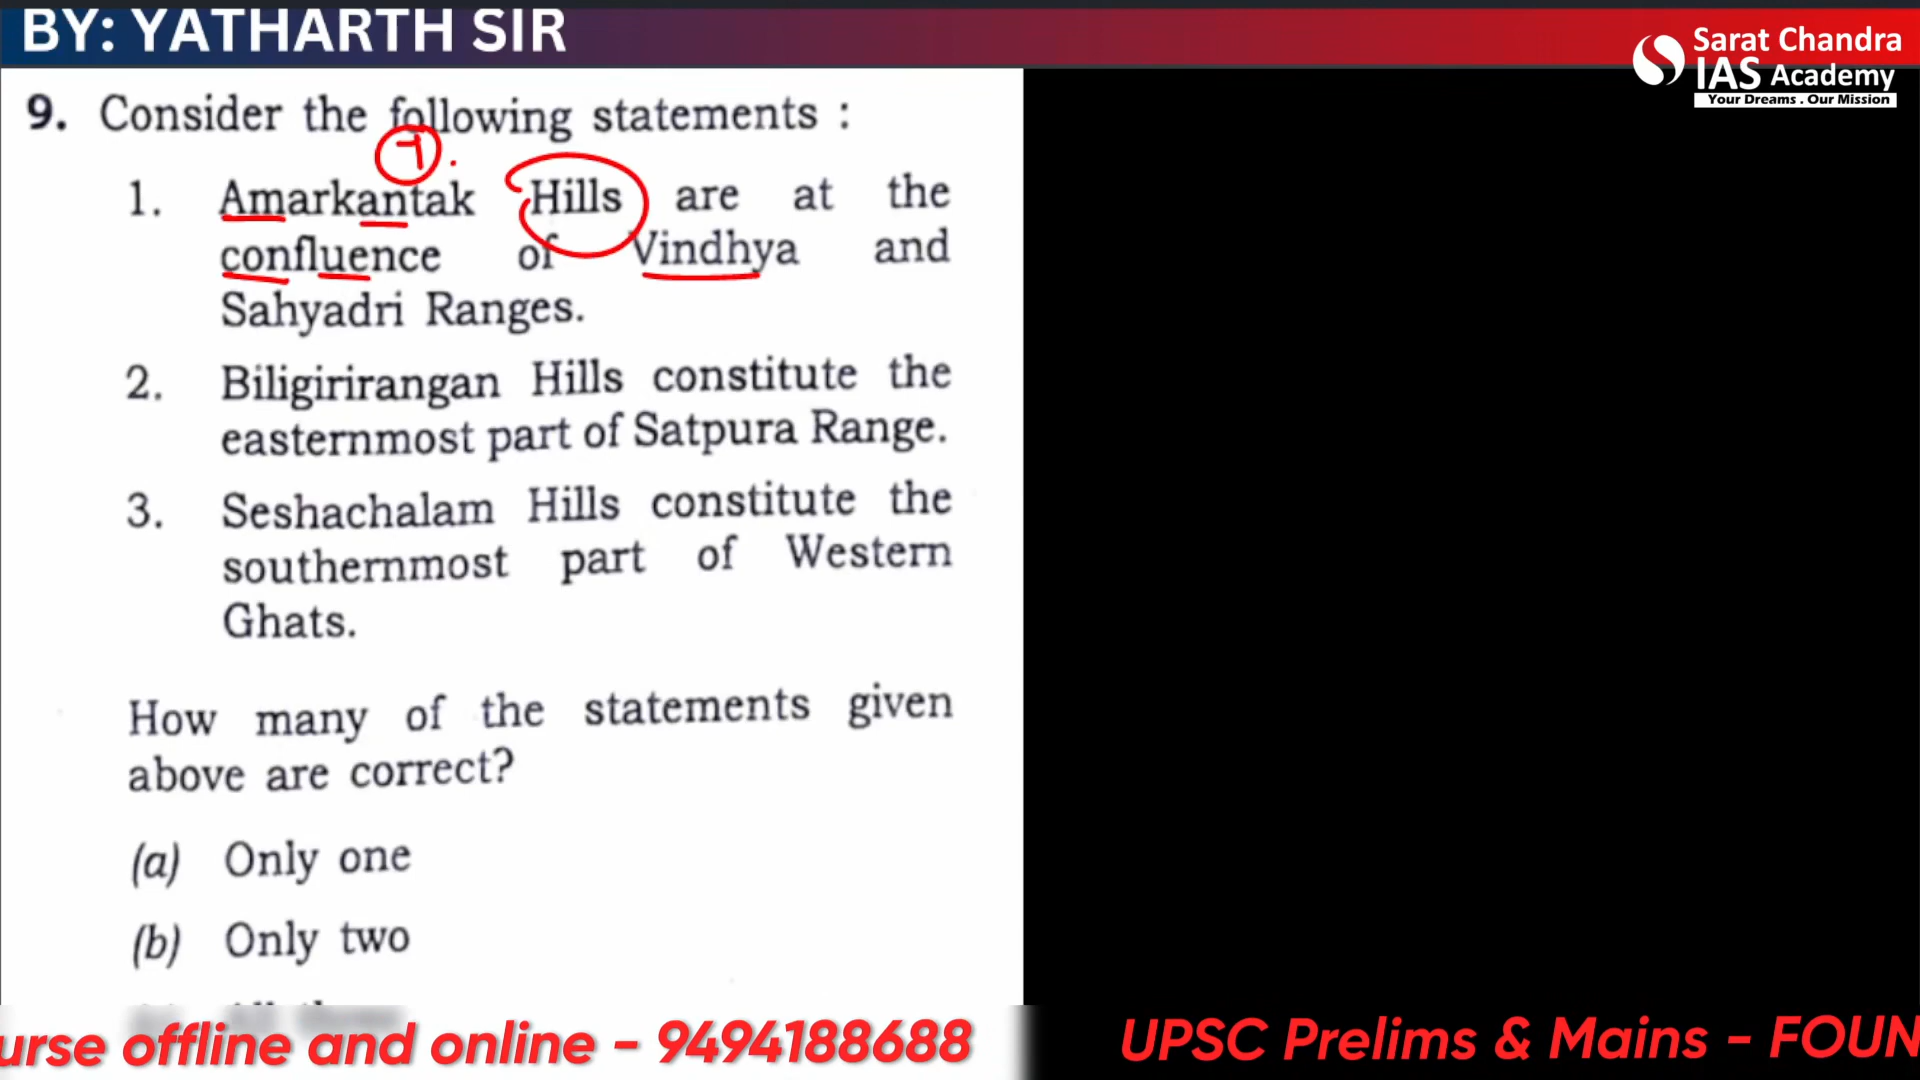 BY: YATHARTH SIR
Sarat Chandra
IAS Academy
Your Dreams . Our Mission
9. Consider the following statements :
1. Amarkantak Hills are at the
confluence of Vindhya and
Sahyadri Ranges.
2. Biligirirangan Hills constitute the
easternmost part of Satpura Range.
3. Seshachalam Hills constitute the
southernmost part of Western
Ghats.
How many of the statements given
above are correct?
(a) Only one
(b) Only two
urse offline and online - 9494188688 UPSC Prelims & Mains - FOUN